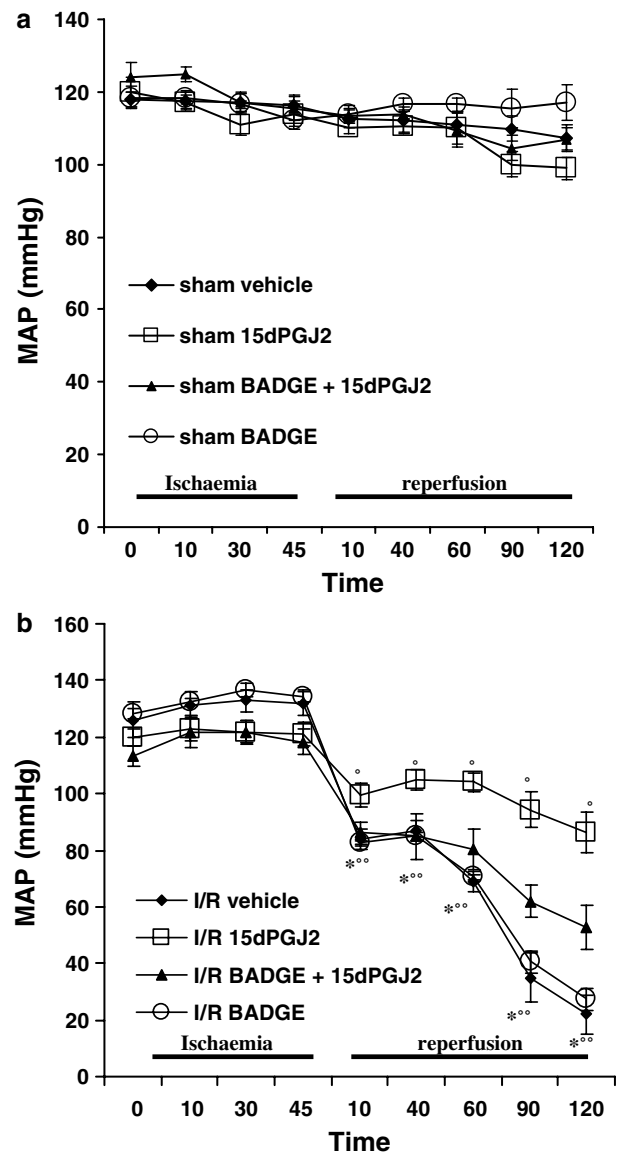 a
140
120
100
80
60
40
20
0
MAP (mmHg)
sham vehicle
sham 15dPGJ2
sham BADGE + 15dPGJ2
sham BADGE
Ischaemia reperfusion
0 10 30 45 10 40 60 90 120
Time
b
160
140
120
100
80
60
40
20
0
MAP (mmHg)
° ° ° ° °
*°° *°° *°° *°° *°°
I/R vehicle
I/R 15dPGJ2
I/R BADGE + 15dPGJ2
I/R BADGE
Ischaemia reperfusion
0 10 30 45 10 40 60 90 120
Time